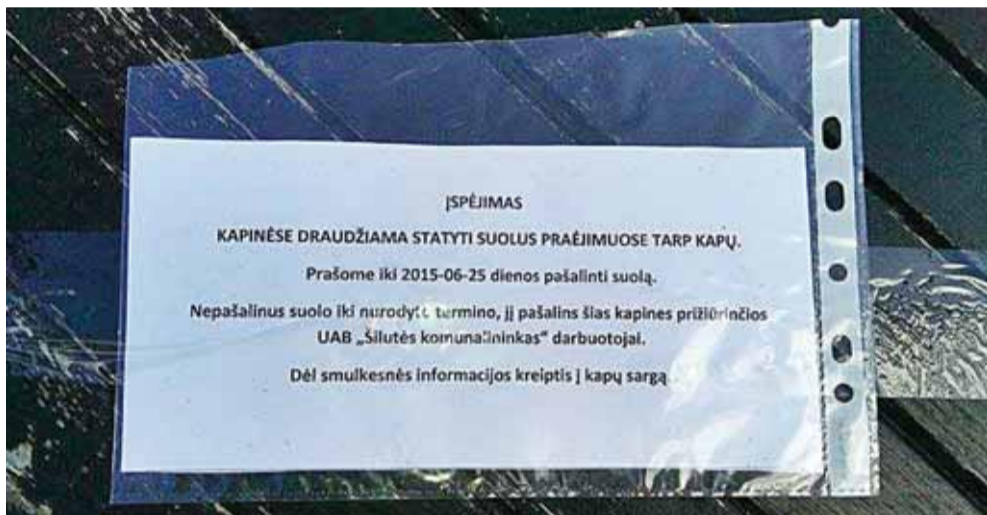 ĮSPĖJIMAS
KAPINĖSE DRAUDŽIAMA STATYTI SUOLUS PRAĖJIMUOSE TARP KAPŲ.
Prašome iki 2015-06-25 dienos pašalinti suolą.
Nepašalinus suolo iki nurodyto termino, jį pašalins šias kapines prižiūrinčios
UAB „Šilutės komunalininkas“ darbuotojai.
Dėl smulkesnės informacijos kreiptis į kapų sargą